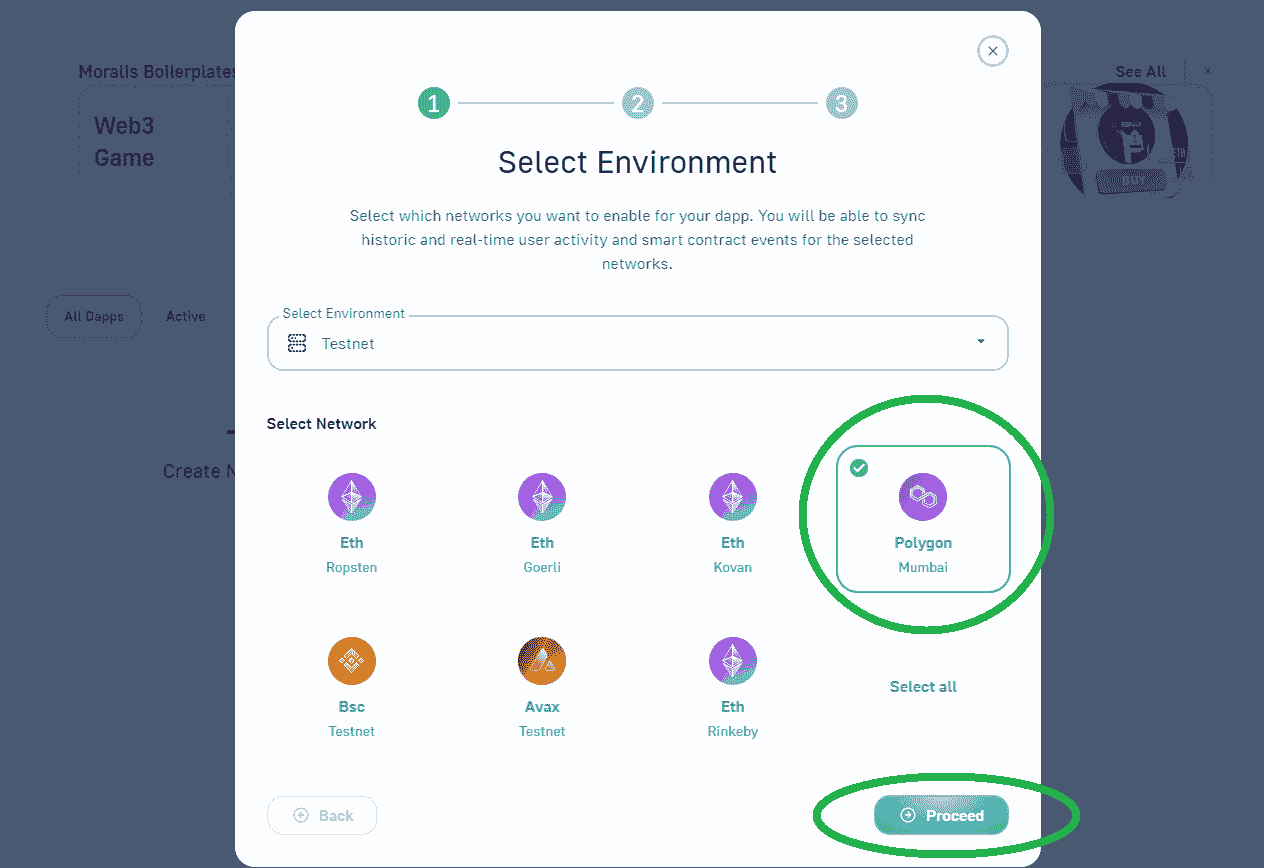 Moralis Boilerplates
See All
Web3
Game
ETH
BUY
All Dapps
Active
Create N
1
2
3
Select Environment
Select which networks you want to enable for your dapp. You will be able to sync
historic and real-time user activity and smart contract events for the selected
networks.
Select Environment
Testnet
Select Network
Eth
Ropsten
Eth
Goerli
Eth
Kovan
Polygon
Mumbai
Bsc
Testnet
Avax
Testnet
Eth
Rinkeby
Select all
Back
Proceed